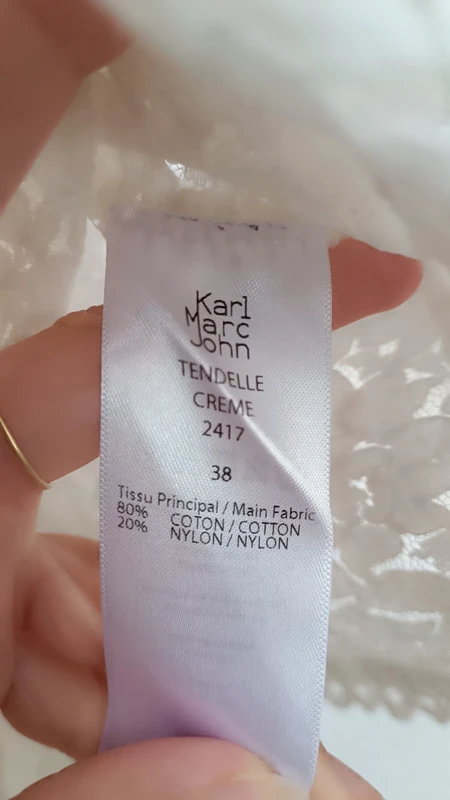 Karl
Marc
John
TENDELLE
CREME
2417
38
Tissu Principal / Main Fabric
80% COTON / COTTON
20% NYLON / NYLON